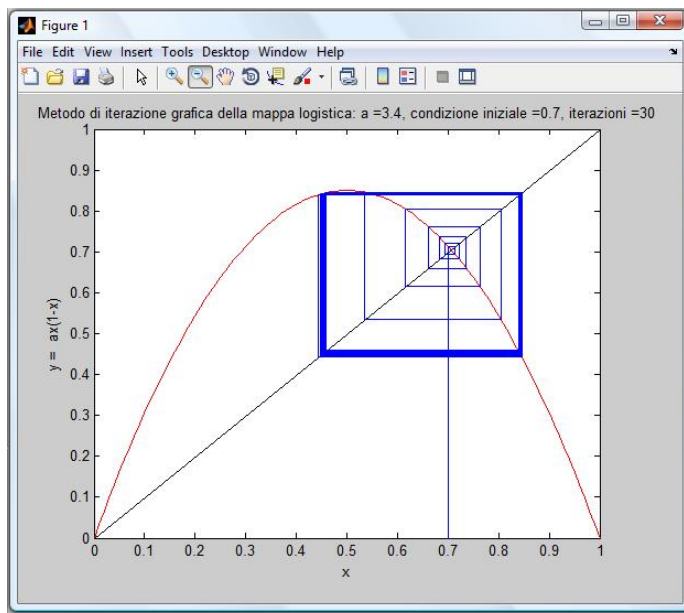 Figure 1
File Edit View Insert Tools Desktop Window Help
Metodo di iterazione grafica della mappa logistica: a =3.4, condizione iniziale =0.7, iterazioni =30
1
0.9
0.8
0.7
0.6
0.5
0.4
0.3
0.2
0.1
0
y = ax(1-x)
0 0.1 0.2 0.3 0.4 0.5 0.6 0.7 0.8 0.9 1
x